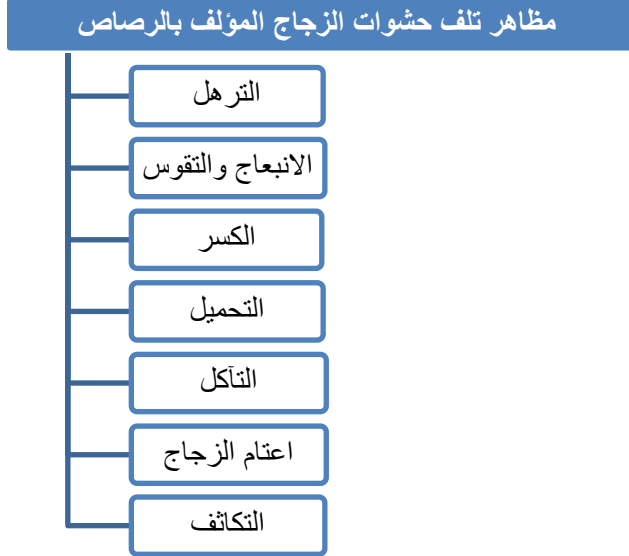 مظاهر تلف حشوات الزجاج المؤلف بالرصاص
الترهل
الانبعاج والتقوس
الكسر
التحميل
التآكل
اعتام الزجاج
التكاثف